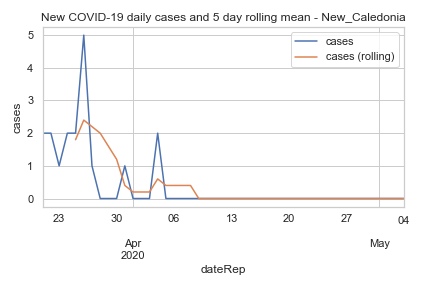 New COVID-19 daily cases and 5 day rolling mean - New_Caledonia
cases
cases (rolling)
5
4
3
2
1
0
cases
23 30 06 13 20 27 04
Apr May
2020
dateRep